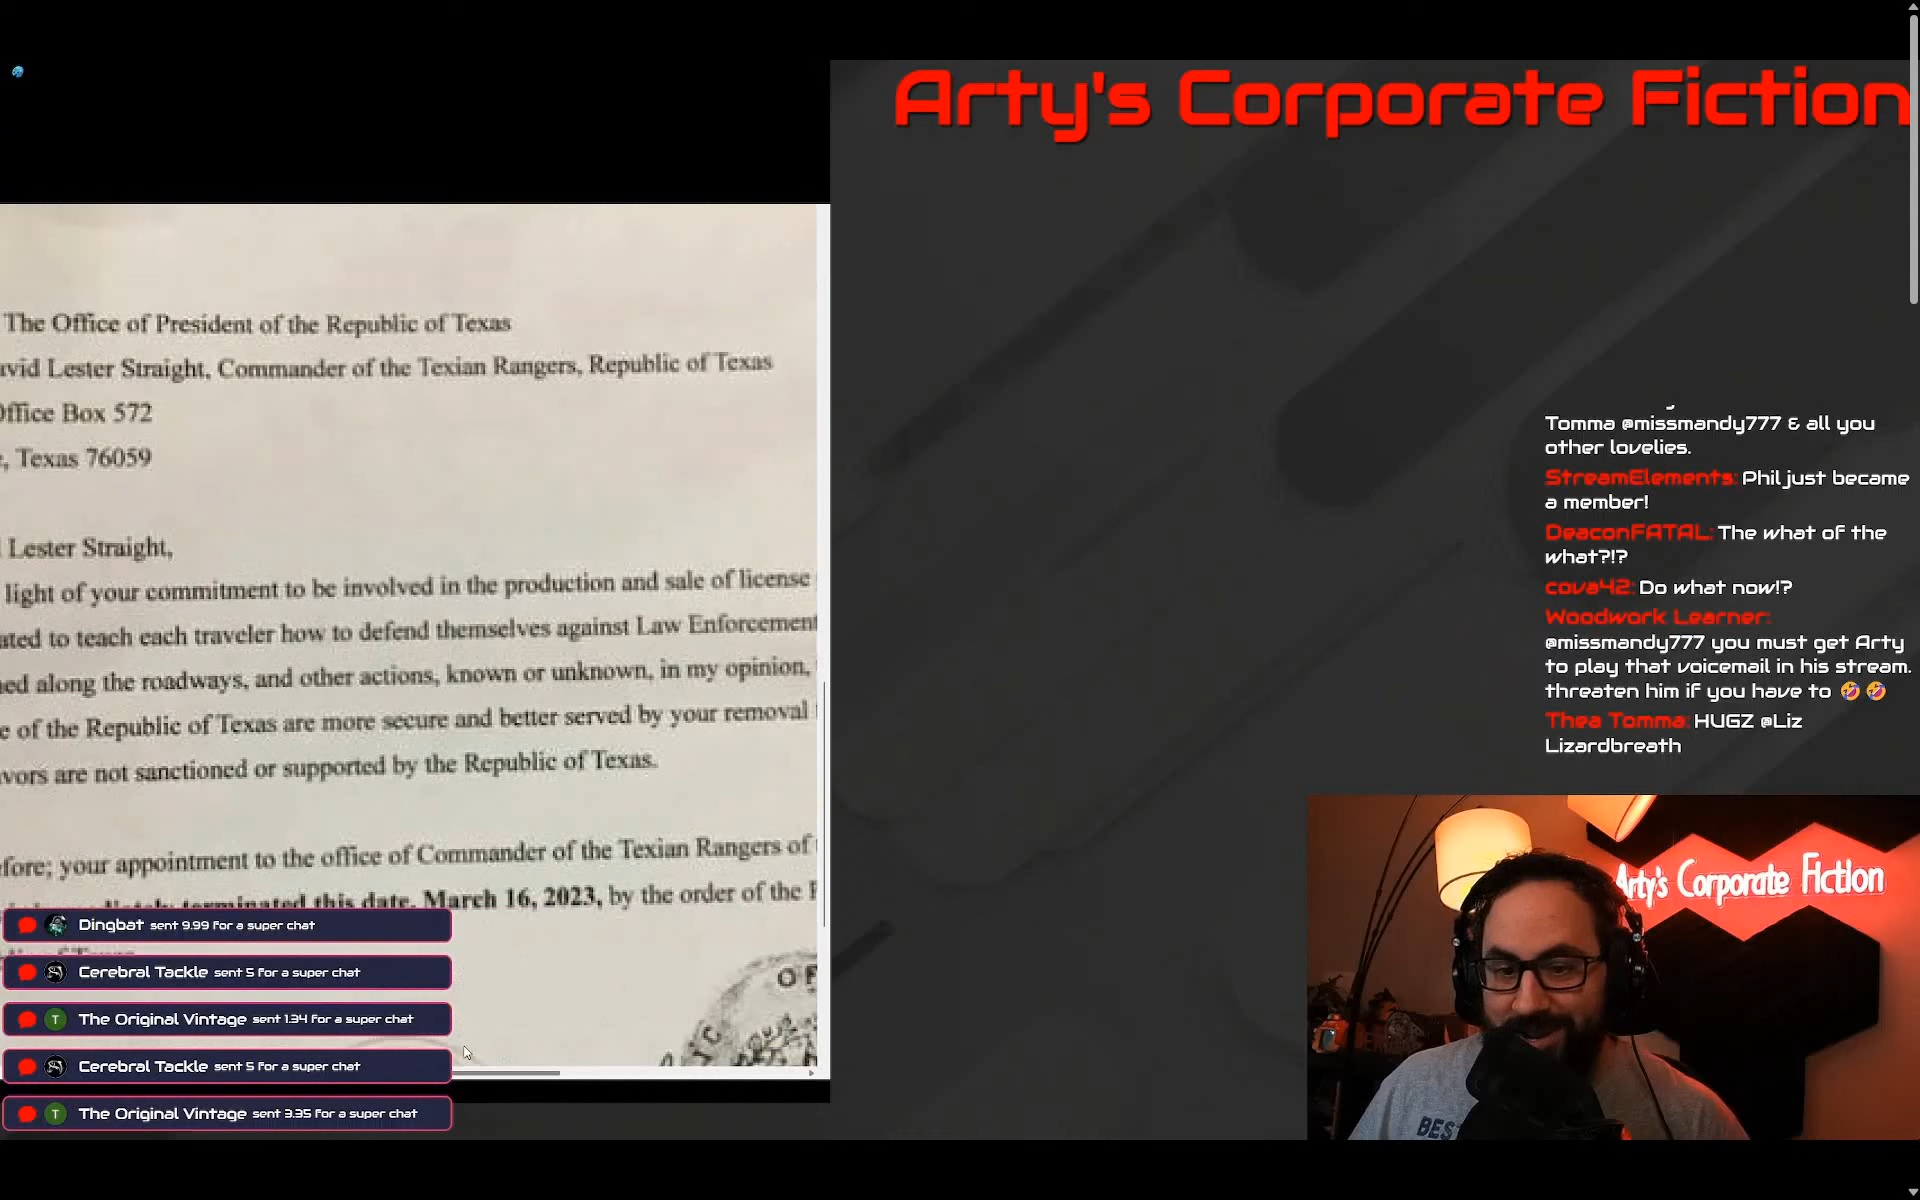 Arty's Corporate Fiction
The Office of President of the Republic of Texas
Lester Straight, Commander of the Texian Rangers, Republic of Texas
Office Box 572
, Texas 76059
Lester Straight,
light of your commitment to be involved in the production and sale of license
to teach each traveler how to defend themselves against Law Enforcement
along the roadways, and other actions, known or unknown, in my opinion,
of the Republic of Texas are more secure and better served by your removal
are not sanctioned or supported by the Republic of Texas.
your appointment to the office of Commander of the Texian Rangers of
terminated this date, March 16, 2023, by the order of the
OF
Dingbat sent 9.99 for a super chat
Cerebral Tackle sent 5 for a super chat
T The Original Vintage sent 1.34 for a super chat
Cerebral Tackle sent 5 for a super chat
T The Original Vintage sent 3.35 for a super chat
Tomma @missmandy777 & all you
other lovelies.
StreamElements: Phil just became
a member!
DeaconFATAL: The what of the
what?!?
cova42: Do what now!?
Woodwork Learner:
@missmandy777 you must get Arty
to play that voicemail in his stream.
threaten him if you have to 🤣🤣
Thea Tomma: HUGZ @Liz
Lizardbreath
Arty's Corporate Fiction
BES